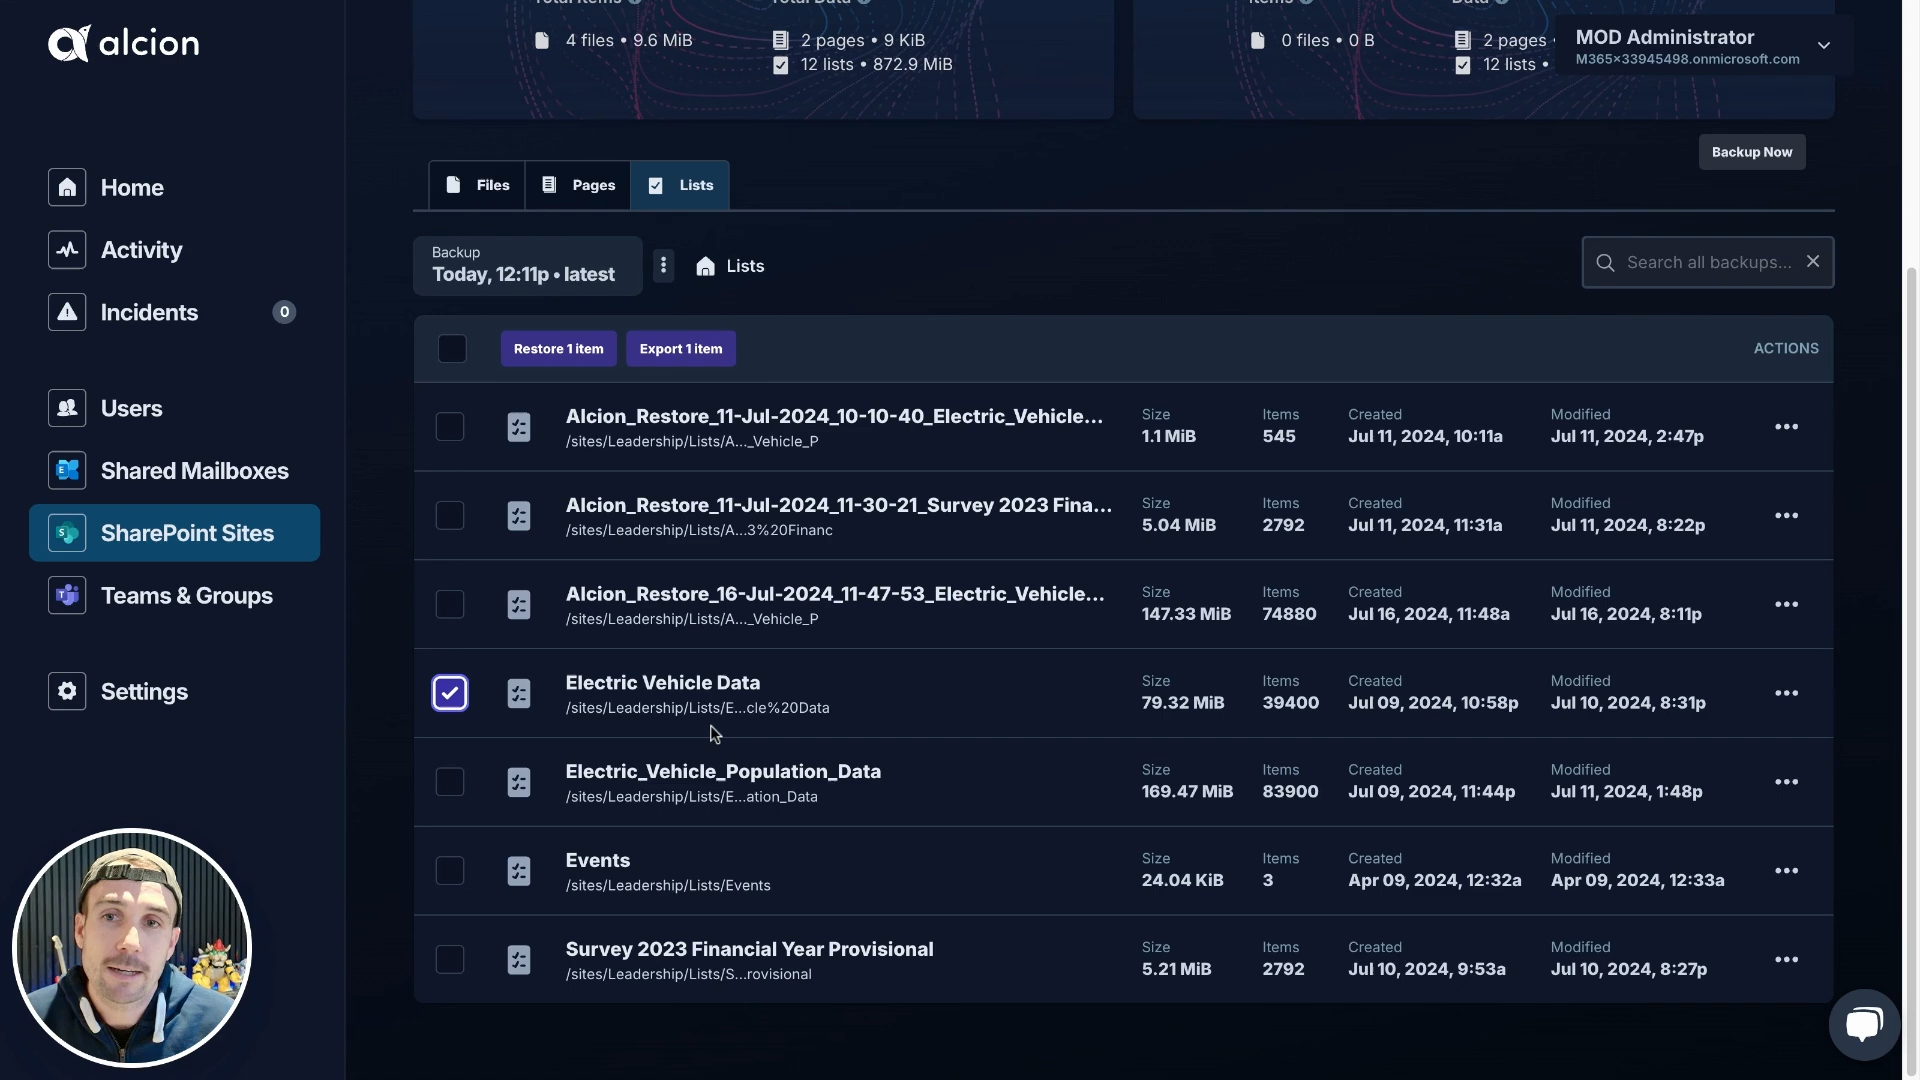 alcion
Total Items
Total Data
Items
Data
4 files • 9.6 MiB
2 pages • 9 KiB
12 lists • 872.9 MiB
0 files • 0 B
2 pages •
12 lists •
MOD Administrator
M365x33945498.onmicrosoft.com
Backup Now
Home
Activity
Incidents
0
Users
Shared Mailboxes
SharePoint Sites
Teams & Groups
Settings
Files
Pages
Lists
Backup
Today, 12:11p • latest
Lists
Search all backups...
Restore 1 item
Export 1 item
ACTIONS
Alcion_Restore_11-Jul-2024_10-10-40_Electric_Vehicle...
/sites/Leadership/Lists/A..._Vehicle_P
Size
1.1 MiB
Items
545
Created
Jul 11, 2024, 10:11a
Modified
Jul 11, 2024, 2:47p
Alcion_Restore_11-Jul-2024_11-30-21_Survey 2023 Fina...
/sites/Leadership/Lists/A...3%20Financ
Size
5.04 MiB
Items
2792
Created
Jul 11, 2024, 11:31a
Modified
Jul 11, 2024, 8:22p
Alcion_Restore_16-Jul-2024_11-47-53_Electric_Vehicle...
/sites/Leadership/Lists/A..._Vehicle_P
Size
147.33 MiB
Items
74880
Created
Jul 16, 2024, 11:48a
Modified
Jul 16, 2024, 8:11p
Electric Vehicle Data
/sites/Leadership/Lists/E...cle%20Data
Size
79.32 MiB
Items
39400
Created
Jul 09, 2024, 10:58p
Modified
Jul 10, 2024, 8:31p
Electric_Vehicle_Population_Data
/sites/Leadership/Lists/E...ation_Data
Size
169.47 MiB
Items
83900
Created
Jul 09, 2024, 11:44p
Modified
Jul 11, 2024, 1:48p
Events
/sites/Leadership/Lists/Events
Size
24.04 KiB
Items
3
Created
Apr 09, 2024, 12:32a
Modified
Apr 09, 2024, 12:33a
Survey 2023 Financial Year Provisional
/sites/Leadership/Lists/S...rovisional
Size
5.21 MiB
Items
2792
Created
Jul 10, 2024, 9:53a
Modified
Jul 10, 2024, 8:27p